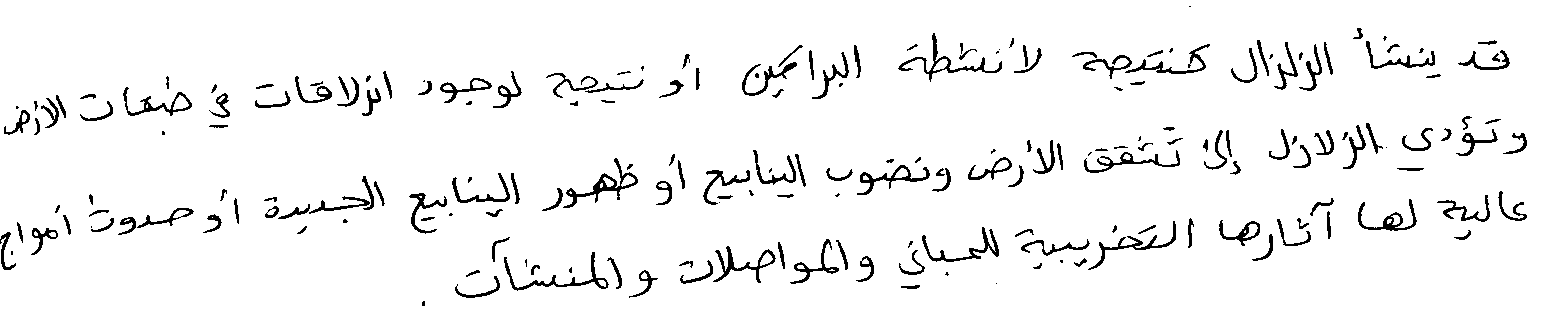 قد ينشأ الزلزال كنتيجة لأنشطة البراكين أو نتيجة لوجود انزلاقات في طبقات الأرض
وتؤدي الزلازل إلى تشقق الأرض ونضوب الينابيع أو ظهور الينابيع الجديدة أو حدوث أمواج
عالية لها آثارها التخريبية للمباني والمواصلات والمنشآت .